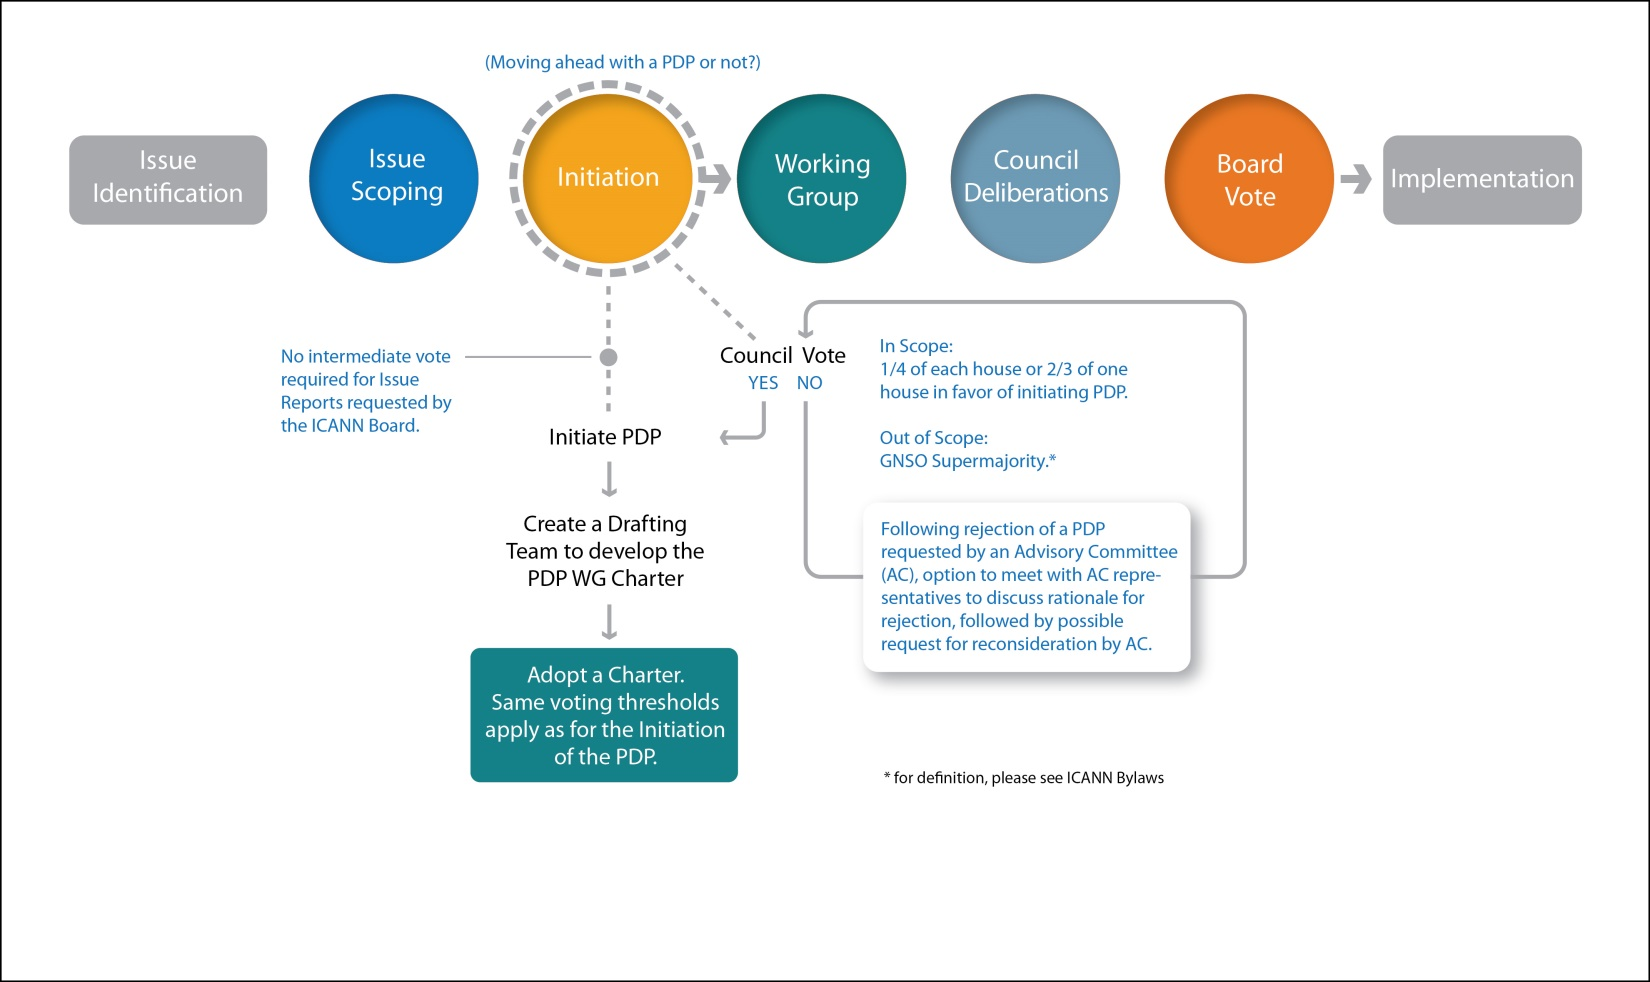 (Moving ahead with a PDP or not?)
Issue
Identification
Issue
Scoping
Initiation
Working
Group
Council
Deliberations
Board
Vote
Implementation
No intermediate vote
required for Issue
Reports requested by
the ICANN Board.
Council Vote
YES NO
In Scope:
1/4 of each house or 2/3 of one
house in favor of initiating PDP.
Out of Scope:
GNSO Supermajority.*
Initiate PDP
Create a Drafting
Team to develop the
PDP WG Charter
Following rejection of a PDP
requested by an Advisory Committee
(AC), option to meet with AC repre-
sentatives to discuss rationale for
rejection, followed by possible
request for reconsideration by AC.
Adopt a Charter.
Same voting thresholds
apply as for the Initiation
of the PDP.
* for definition, please see ICANN Bylaws